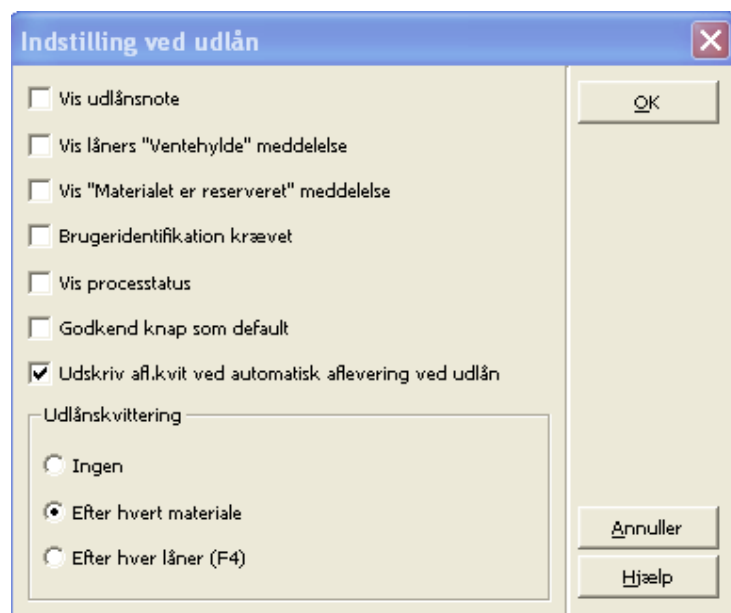 Indstilling ved udlån
Vis udlånsnote
Vis låners "Ventehylde" meddelelse
Vis "Materialet er reserveret" meddelelse
Brugeridentifikation krævet
Vis processtatus
Godkend knap som default
Udskriv afl.kvit ved automatisk aflevering ved udlån
Udlånskvittering
Ingen
Efter hvert materiale
Efter hver låner (F4)
OK
Annuller
Hjælp